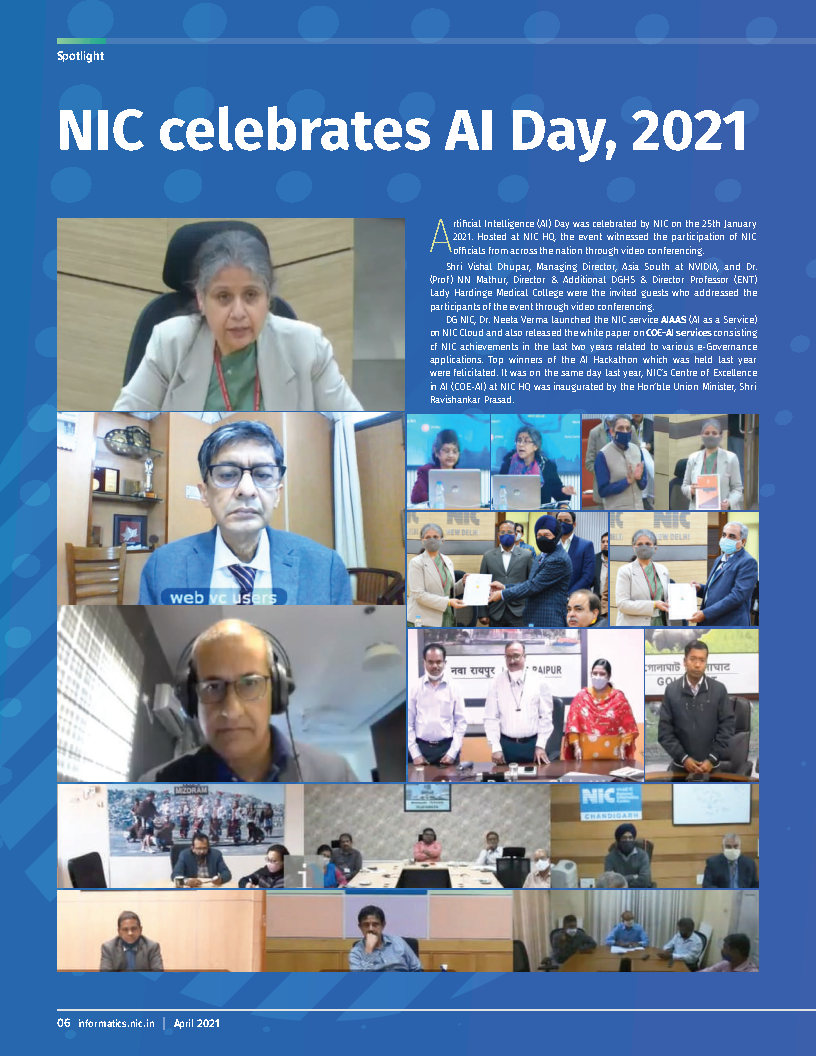 Spotlight
NIC celebrates AI Day, 2021
Artificial Intelligence (AI) Day was celebrated by NIC on the 25th January
2021. Hosted at NIC HQ, the event witnessed the participation of NIC
officials from across the nation through video conferencing.
Shri Vishal Dhupar, Managing Director, Asia South at NVIDIA, and Dr.
(Prof) NN Mathur, Director & Additional DGHS & Director Professor (ENT)
Lady Hardinge Medical College were the invited guests who addressed the
participants of the event through video conferencing.
DG NIC, Dr. Neeta Verma launched the NIC service AIAAS (AI as a Service)
on NIC Cloud and also released the white paper on COE-AI services consisting
of NIC achievements in the last two years related to various e-Governance
applications. Top winners of the AI Hackathon which was held last year
were felicitated. It was on the same day last year, NIC's Centre of Excellence
in AI (COE-AI) at NIC HQ was inaugurated by the Hon'ble Union Minister, Shri
Ravishankar Prasad.
web vc users
NIC
NEW DELHI
NIC
NEW DELHI
नवा रायपुर
RAIPUR
गोलाघाट
MIZORAM
NIC
CHANDIGARH
06 informatics.nic.in | April 2021